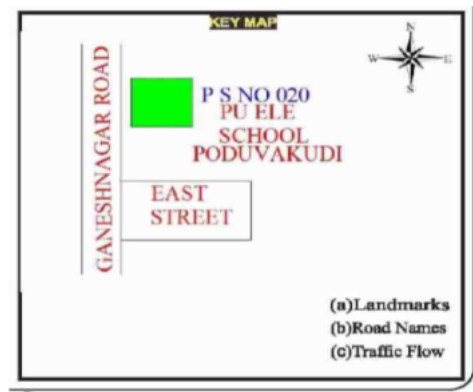 KEY MAP
N
W E
S
GANESHNAGAR ROAD
P S NO 020
PU ELE
SCHOOL
PODUVAKUDI
EAST
STREET
(a)Landmarks
(b)Road Names
(c)Traffic Flow